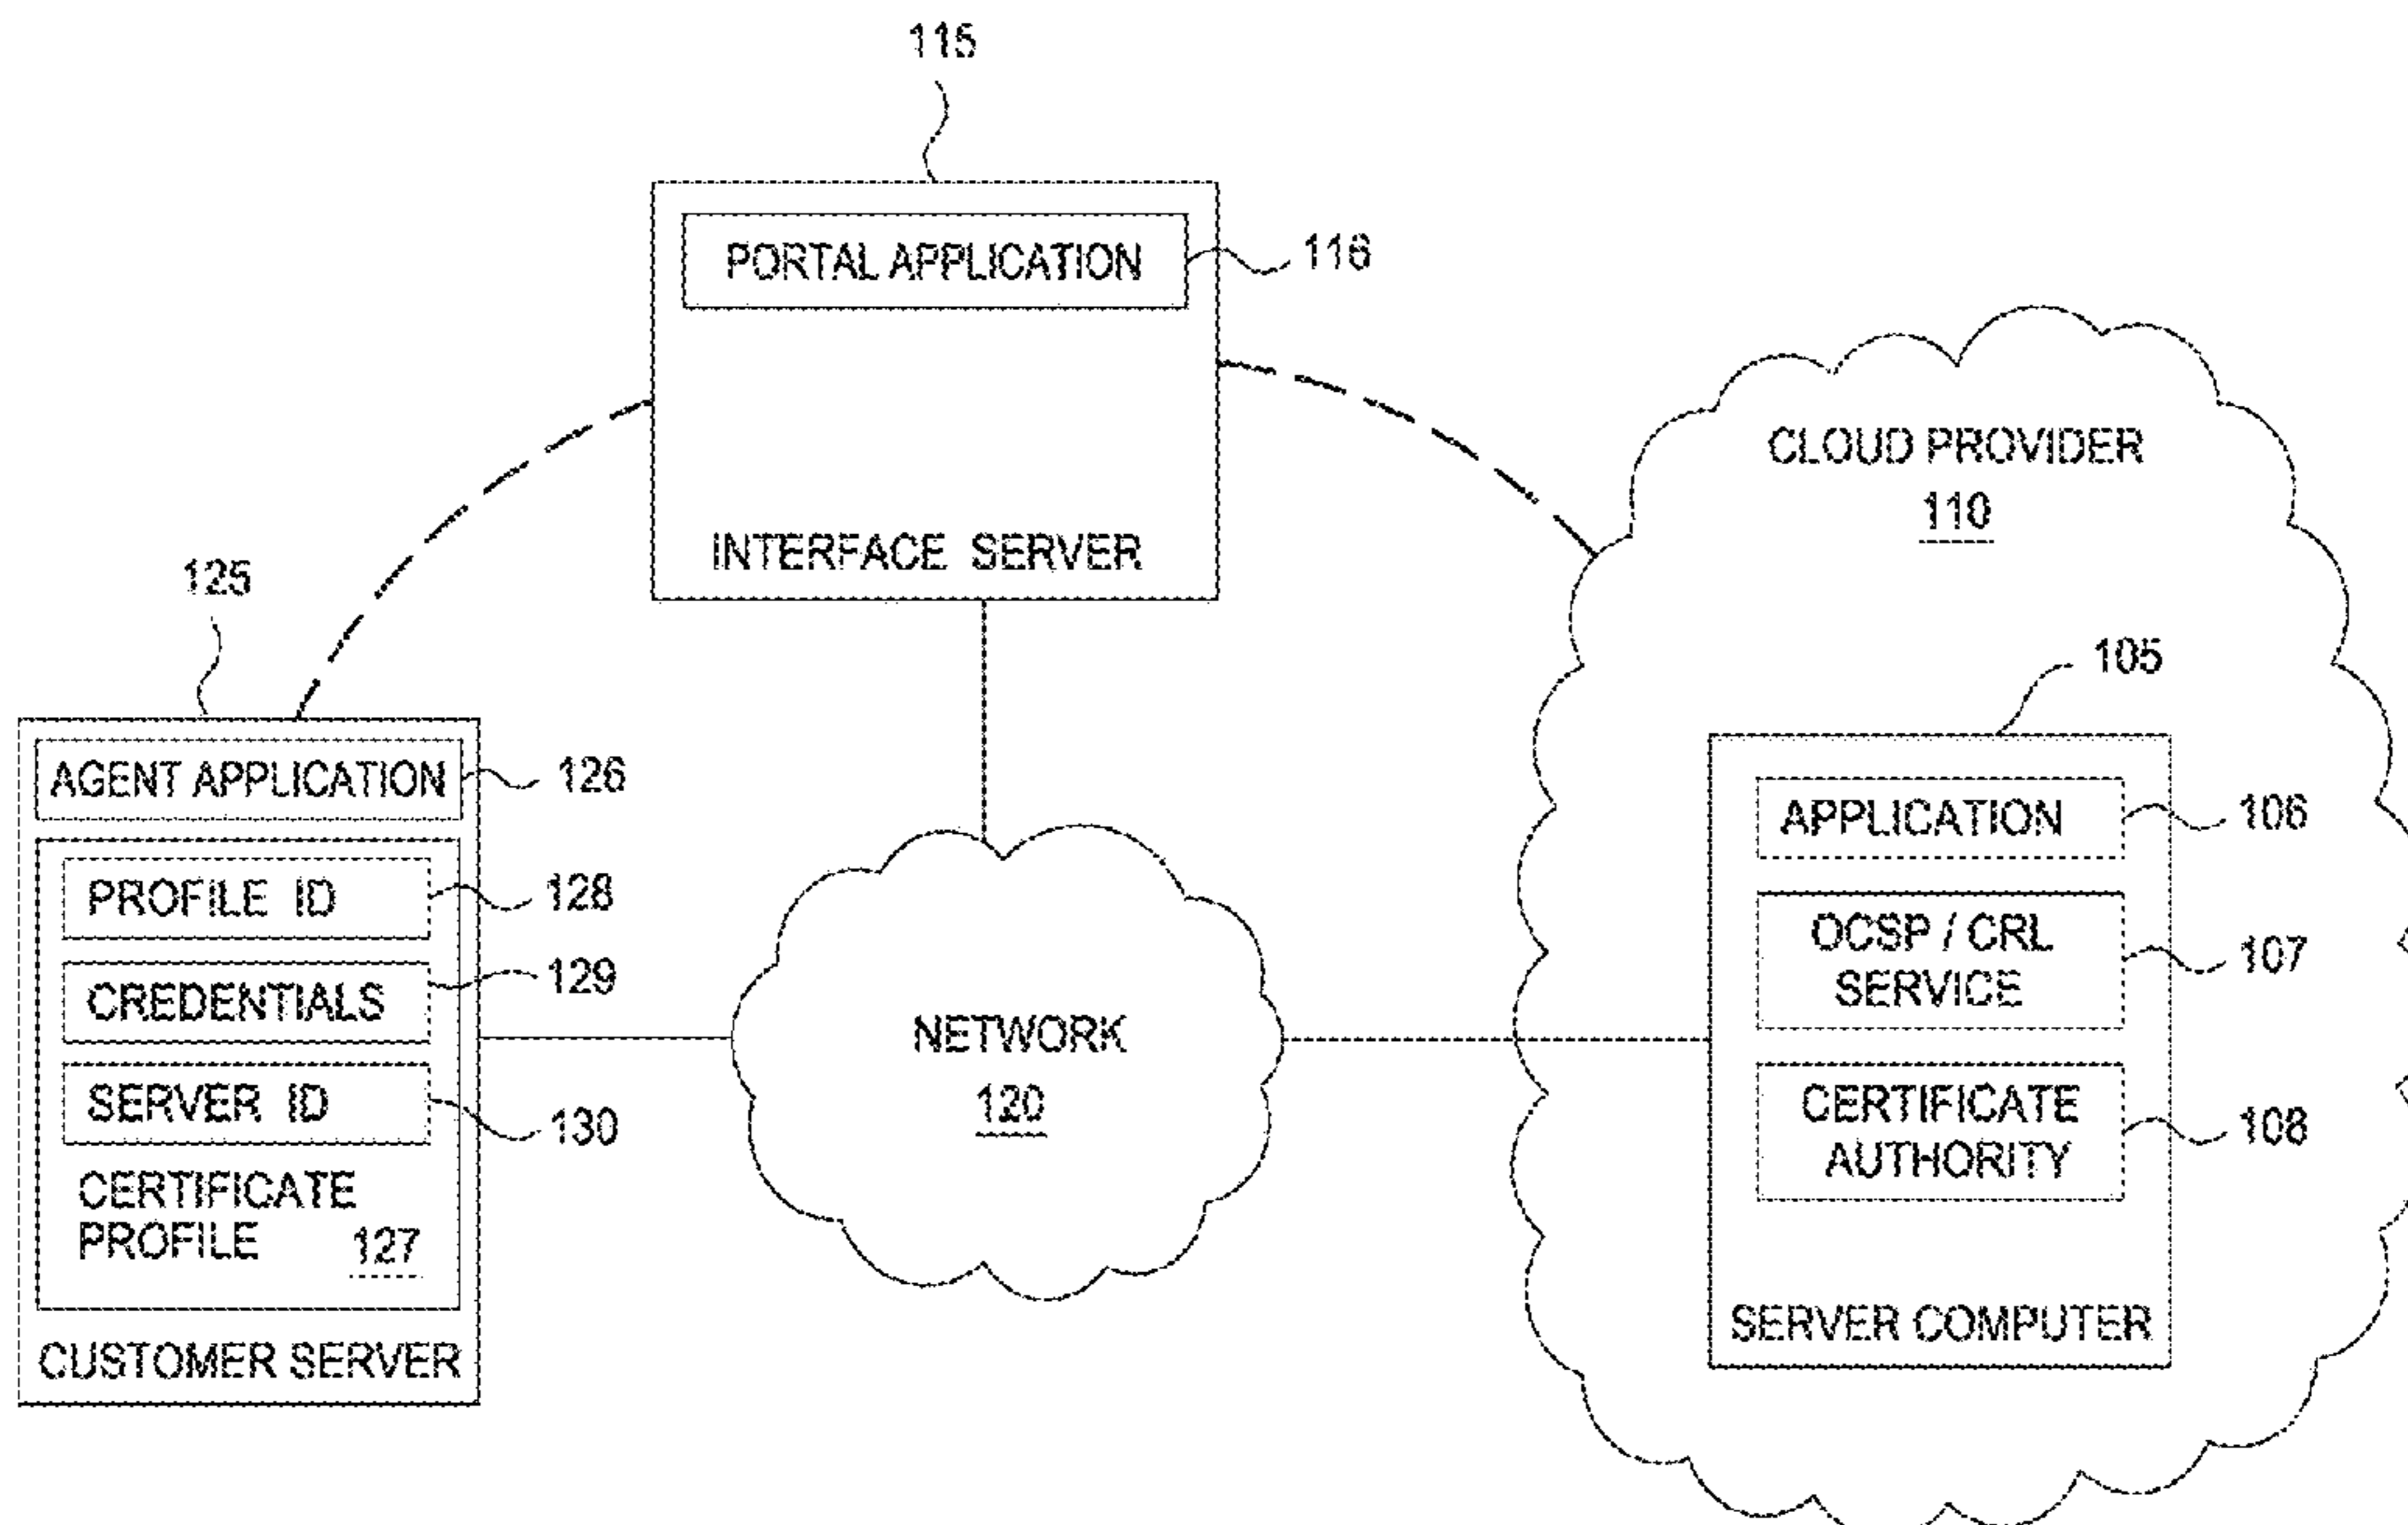 115
PORTAL APPLICATION
116
INTERFACE SERVER
CLOUD PROVIDER
110
125
AGENT APPLICATION
126
PROFILE ID
128
CREDENTIALS
129
SERVER ID
130
CERTIFICATE
PROFILE
127
CUSTOMER SERVER
NETWORK
120
105
APPLICATION
106
OCSP / CRL
SERVICE
107
CERTIFICATE
AUTHORITY
108
SERVER COMPUTER